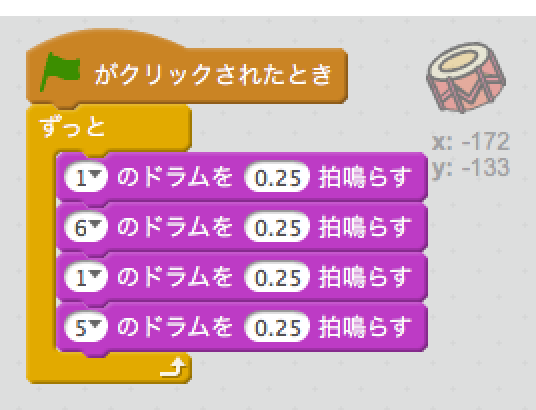 がクリックされたとき
ずっと
x: -172
y: -133
1 のドラムを 0.25 拍鳴らす
6 のドラムを 0.25 拍鳴らす
1 のドラムを 0.25 拍鳴らす
5 のドラムを 0.25 拍鳴らす